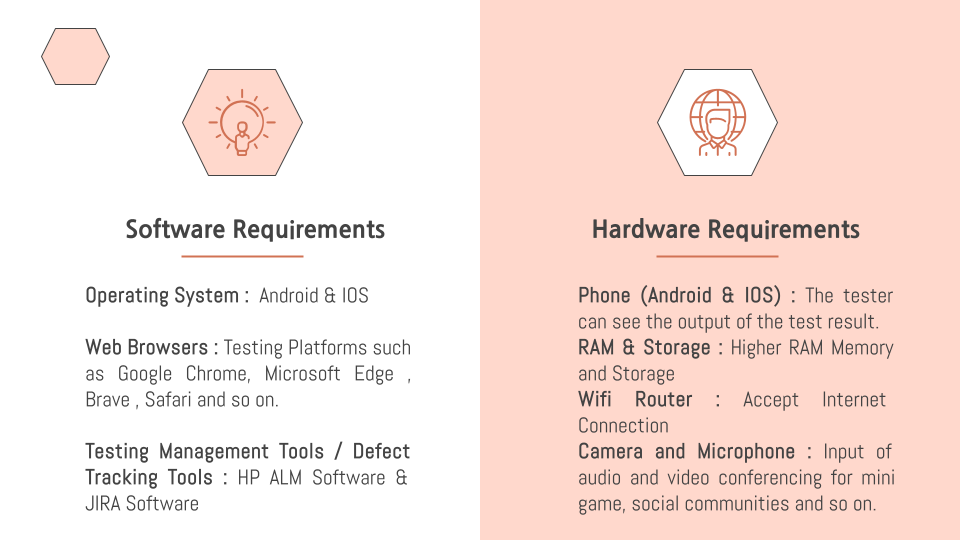 Software Requirements
Operating System : Android & IOS
Web Browsers : Testing Platforms such
as Google Chrome, Microsoft Edge ,
Brave , Safari and so on.
Testing Management Tools / Defect
Tracking Tools : HP ALM Software &
JIRA Software
Hardware Requirements
Phone (Android & IOS) : The tester
can see the output of the test result.
RAM & Storage : Higher RAM Memory
and Storage
Wifi Router : Accept Internet
Connection
Camera and Microphone : Input of
audio and video conferencing for mini
game, social communities and so on.